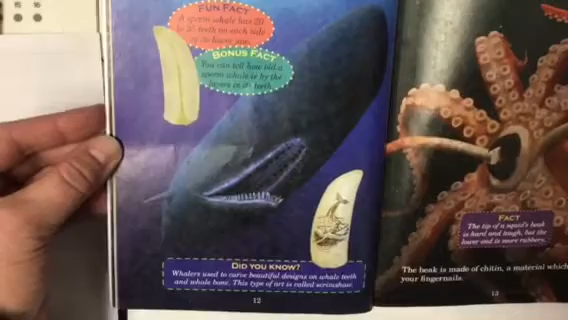 FUN FACT
A sperm whale has 20
to 26 teeth on each side
of its lower jaw.
BONUS FACT
You can tell how old a
sperm whale is by the
layers in its teeth.
DID YOU KNOW?
Whalers used to carve beautiful designs on whale teeth
and whale bone. This type of art is called scrimshaw.
12
FACT
The tip of a squid's beak
is hard and tough, but the
lower end is more rubbery.
The beak is made of chitin, a material which
your fingernails.
13